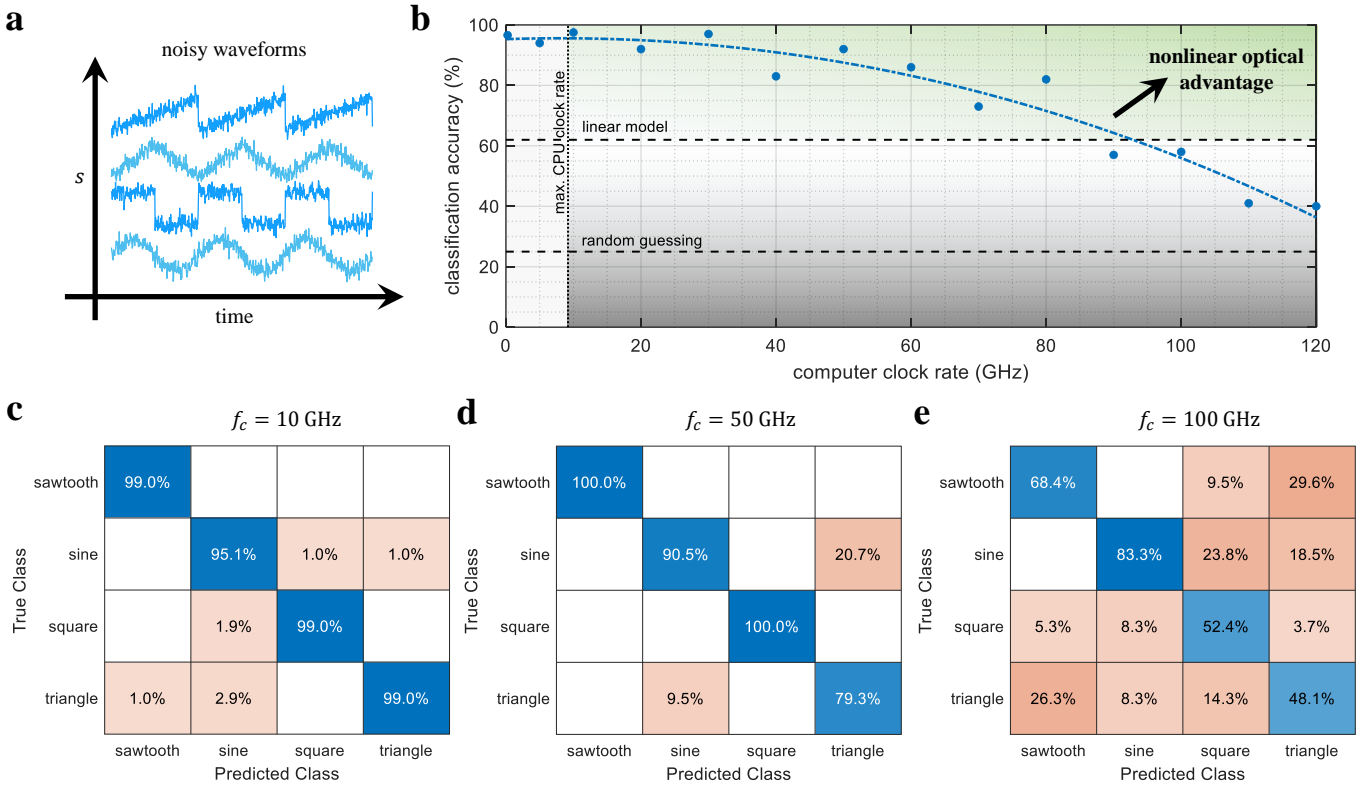 a
noisy waveforms
s
time
b
classification accuracy (%)
100
80
60
40
20
0
max. CPU clock rate
linear model
random guessing
nonlinear optical
advantage
0
20
40
60
80
100
120
computer clock rate (GHz)
c
f_c = 10 GHz
True Class
sawtooth
99.0%
sine
95.1%
1.0%
1.0%
square
1.9%
99.0%
triangle
1.0%
2.9%
99.0%
sawtooth
sine
square
triangle
Predicted Class
d
f_c = 50 GHz
True Class
100.0%
90.5%
20.7%
100.0%
9.5%
79.3%
sawtooth
sine
square
triangle
Predicted Class
e
f_c = 100 GHz
True Class
sawtooth
68.4%
9.5%
29.6%
sine
83.3%
23.8%
18.5%
square
5.3%
8.3%
52.4%
3.7%
triangle
26.3%
8.3%
14.3%
48.1%
sawtooth
sine
square
triangle
Predicted Class